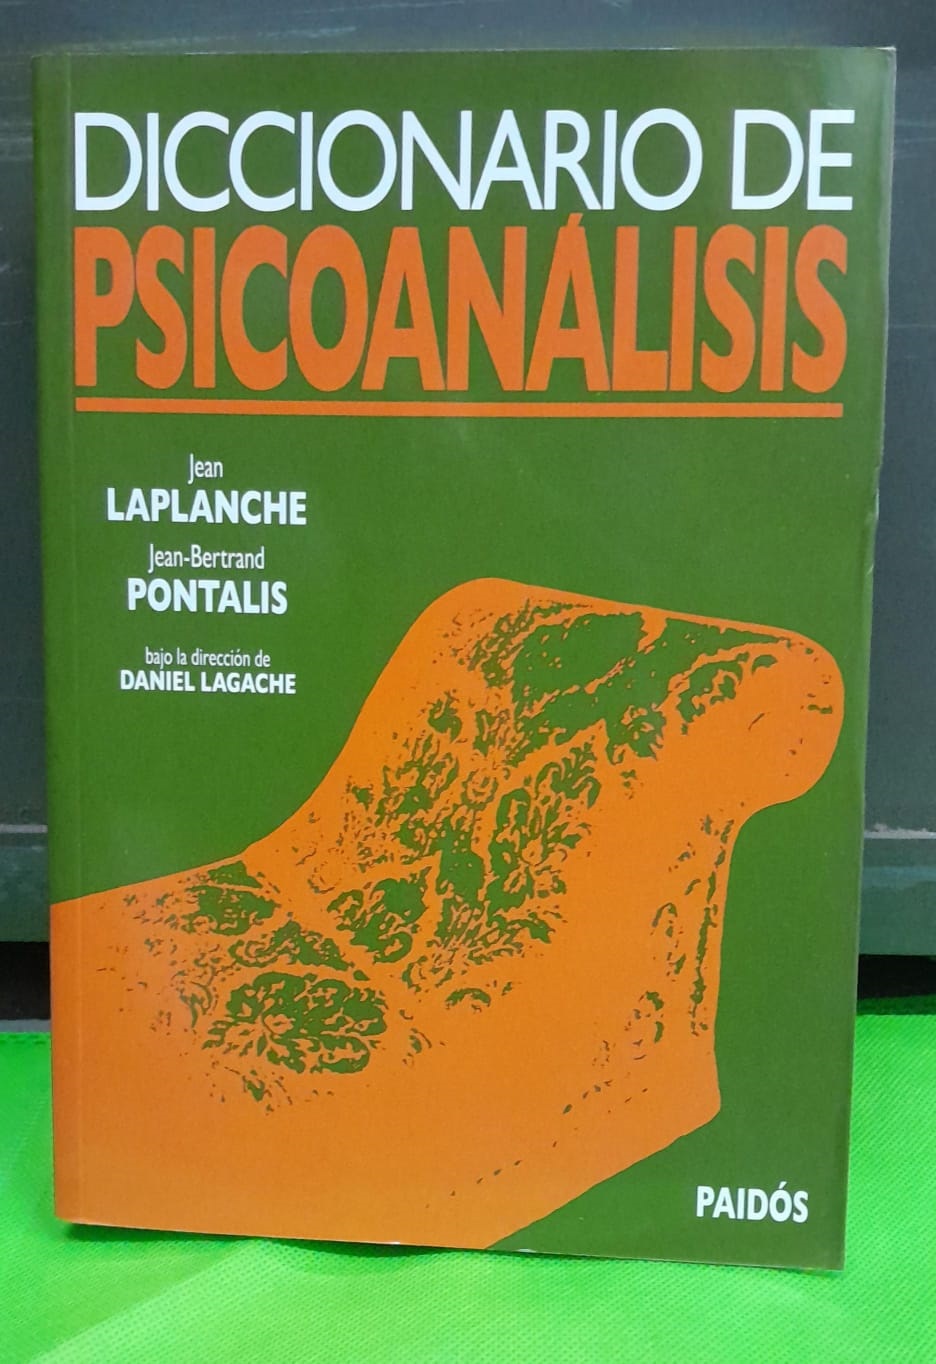 DICCIONARIO DE
PSICOANÁLISIS
Jean
LAPLANCHE
Jean-Bertrand
PONTALIS
bajo la dirección de
DANIEL LAGACHE
PAIDÓS